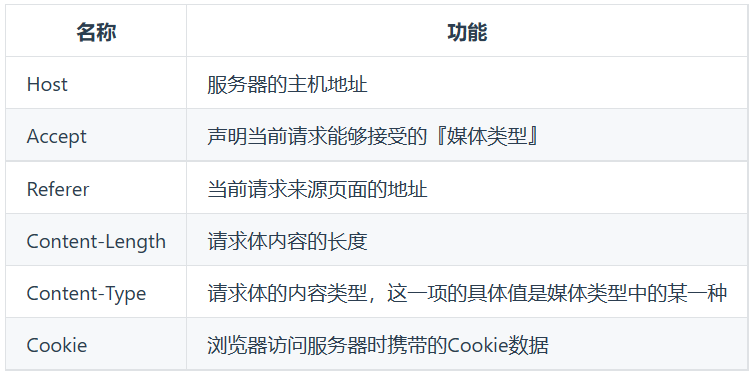 名称 功能
Host 服务器的主机地址
Accept 声明当前请求能够接受的『媒体类型』
Referer 当前请求来源页面的地址
Content-Length 请求体内容的长度
Content-Type 请求体的内容类型，这一项的具体值是媒体类型中的某一种
Cookie 浏览器访问服务器时携带的Cookie数据